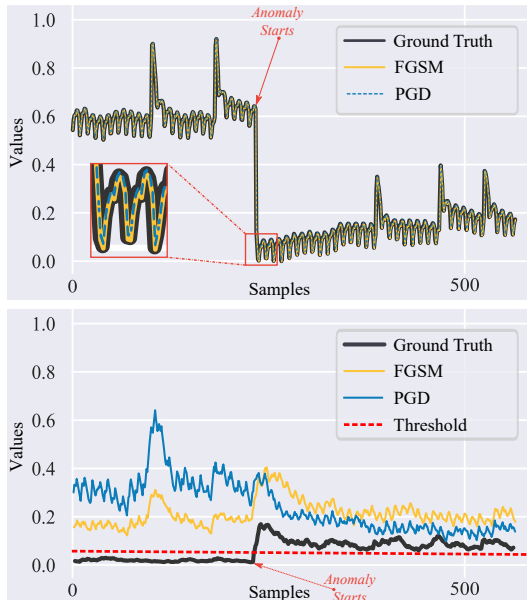 Anomaly
Starts
1.0
0.8
0.6
0.4
0.2
0.0
Values
Ground Truth
FGSM
PGD
0
500
Samples
1.0
0.8
0.6
0.4
0.2
0.0
Values
Ground Truth
FGSM
PGD
Threshold
0
500
Samples
Anomaly
Starts